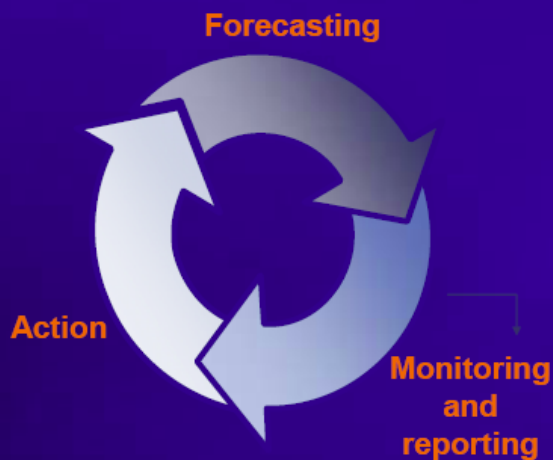 Forecasting
Action
Monitoring
and
reporting